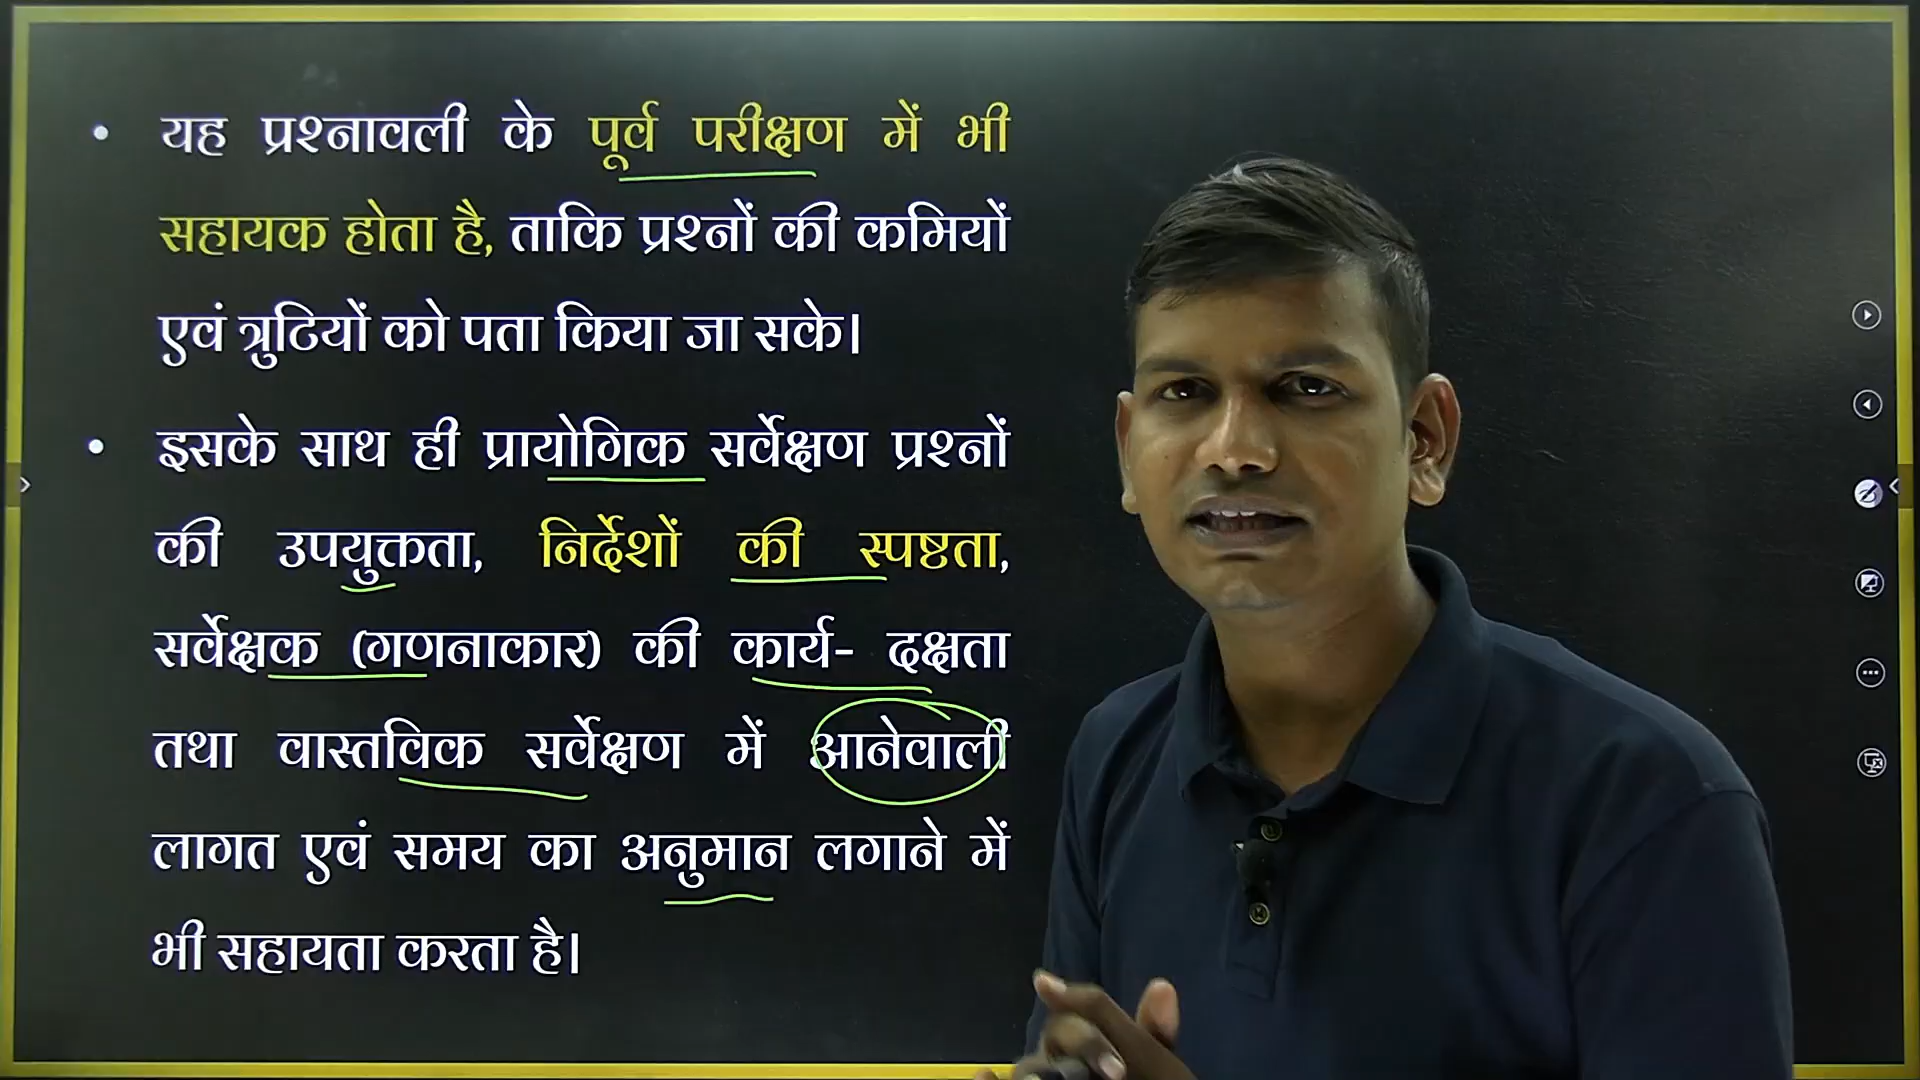 • यह प्रश्नावली के पूर्व परीक्षण में भी
सहायक होता है, ताकि प्रश्नों की कमियों
एवं त्रुटियों को पता किया जा सके।
• इसके साथ ही प्रायोगिक सर्वेक्षण प्रश्नों
की उपयुक्तता, निर्देशों की स्पष्टता,
सर्वेक्षक (गणनाकार) की कार्य- दक्षता
तथा वास्तविक सर्वेक्षण में आनेवाली
लागत एवं समय का अनुमान लगाने में
भी सहायता करता है।